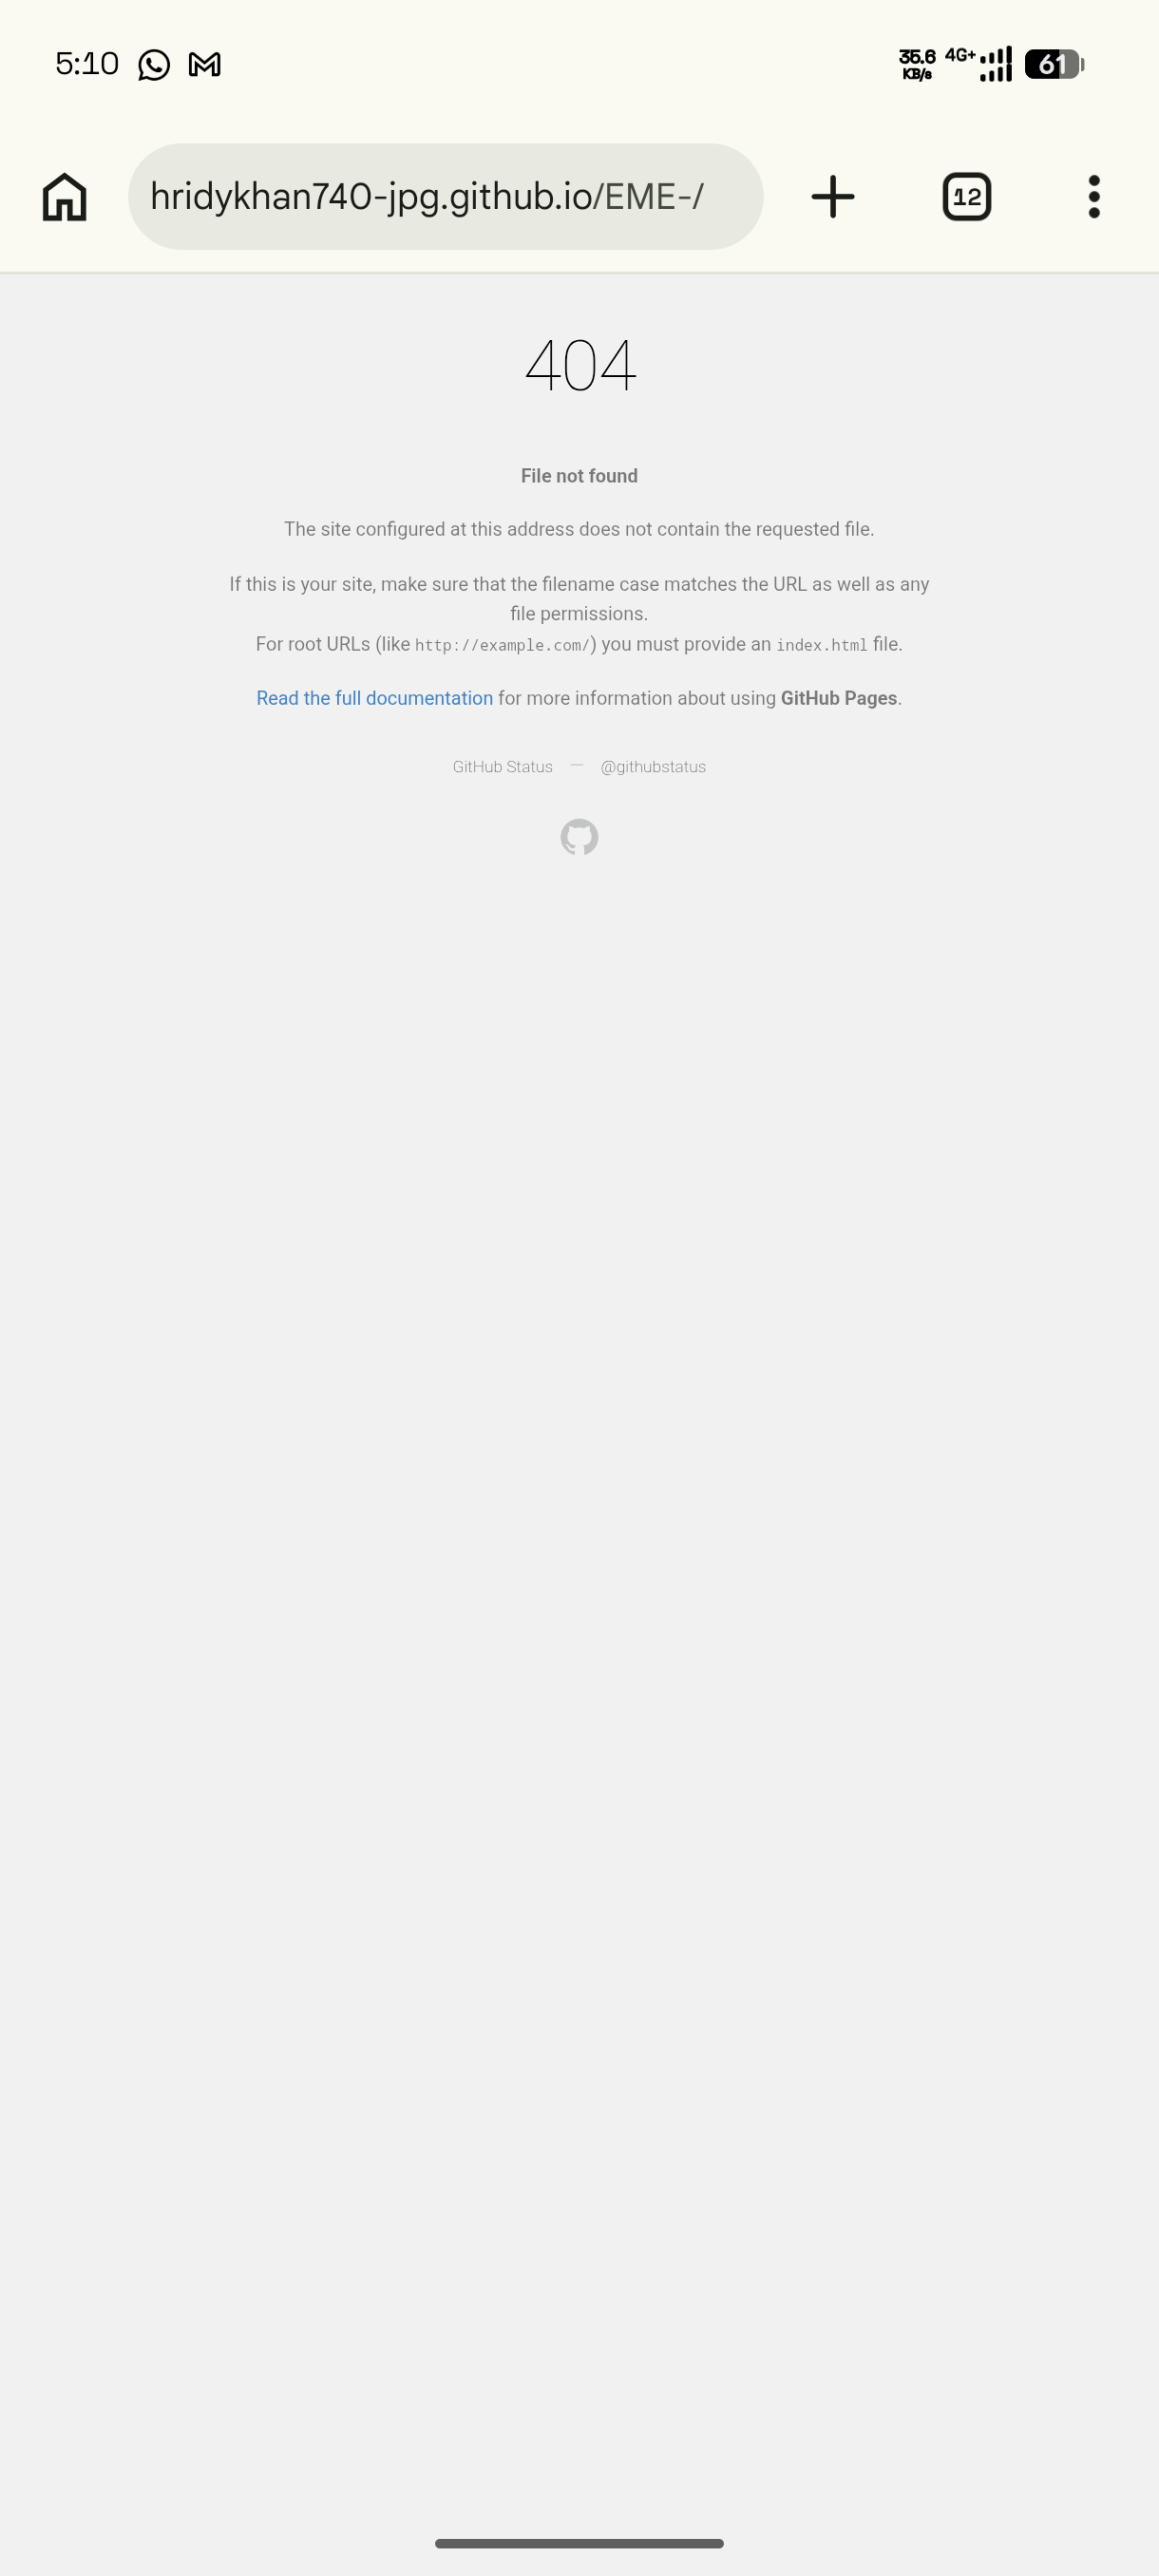 5:10
35.6 KB/s 4G+ 61
hridykhan740-jpg.github.io/EME-/
12
404
File not found
The site configured at this address does not contain the requested file.
If this is your site, make sure that the filename case matches the URL as well as any
file permissions.
For root URLs (like http://example.com/) you must provide an index.html file.
Read the full documentation for more information about using GitHub Pages.
GitHub Status — @githubstatus